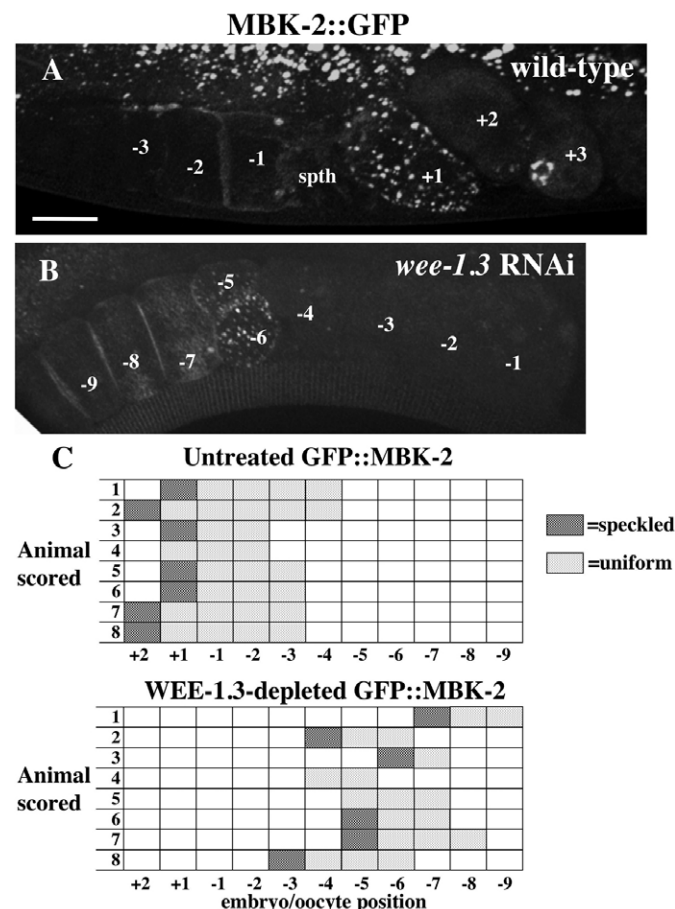 MBK-2::GFP
A
wild-type
-3
-2
-1
spth
+1
+2
+3
B
wee-1.3 RNAi
-5
-4
-6
-3
-7
-2
-8
-1
-9
C
Untreated GFP::MBK-2
Animal
scored
1
2
3
4
5
6
7
8
+2 +1 -1 -2 -3 -4 -5 -6 -7 -8 -9
=speckled
=uniform
WEE-1.3-depleted GFP::MBK-2
Animal
scored
1
2
3
4
5
6
7
8
+2 +1 -1 -2 -3 -4 -5 -6 -7 -8 -9
embryo/oocyte position